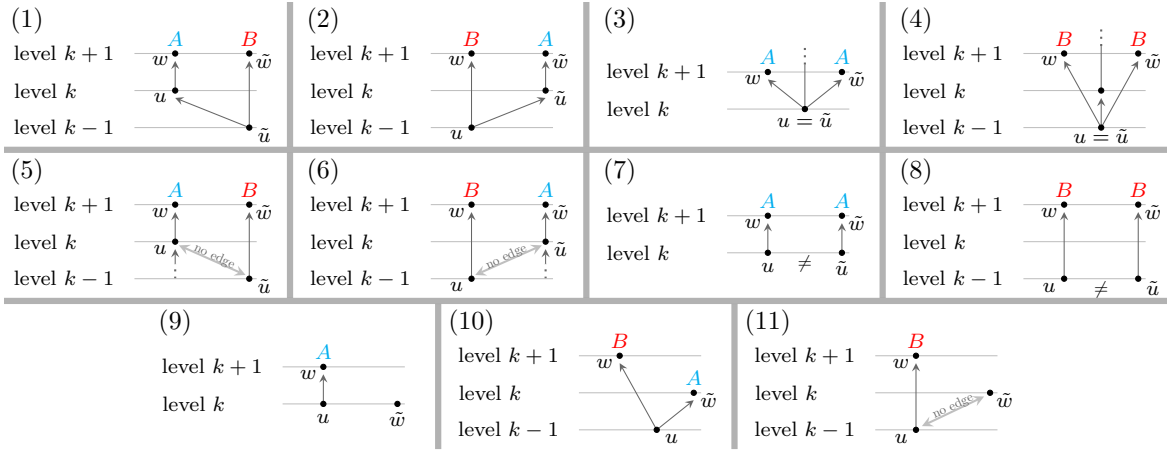 (1)
A B
level k + 1 w w̃
level k u
level k − 1 ũ
(2)
B A
level k + 1 w w̃
level k ũ
level k − 1 u
(3)
A A
level k + 1 w w̃
level k
u = ũ
(4)
B B
level k + 1 w w̃
level k
level k − 1
u = ũ
(5)
A B
level k + 1 w w̃
level k u no edge
level k − 1 ũ
(6)
B A
level k + 1 w w̃
level k no edge ũ
level k − 1 u
(7)
A A
level k + 1 w w̃
level k
u ≠ ũ
(8)
B B
level k + 1 w w̃
level k
level k − 1
u ≠ ũ
(9)
A
level k + 1 w
level k
u w̃
(10)
B
level k + 1 w
A
level k w̃
level k − 1 u
(11)
B
level k + 1 w
level k no edge w̃
level k − 1 u